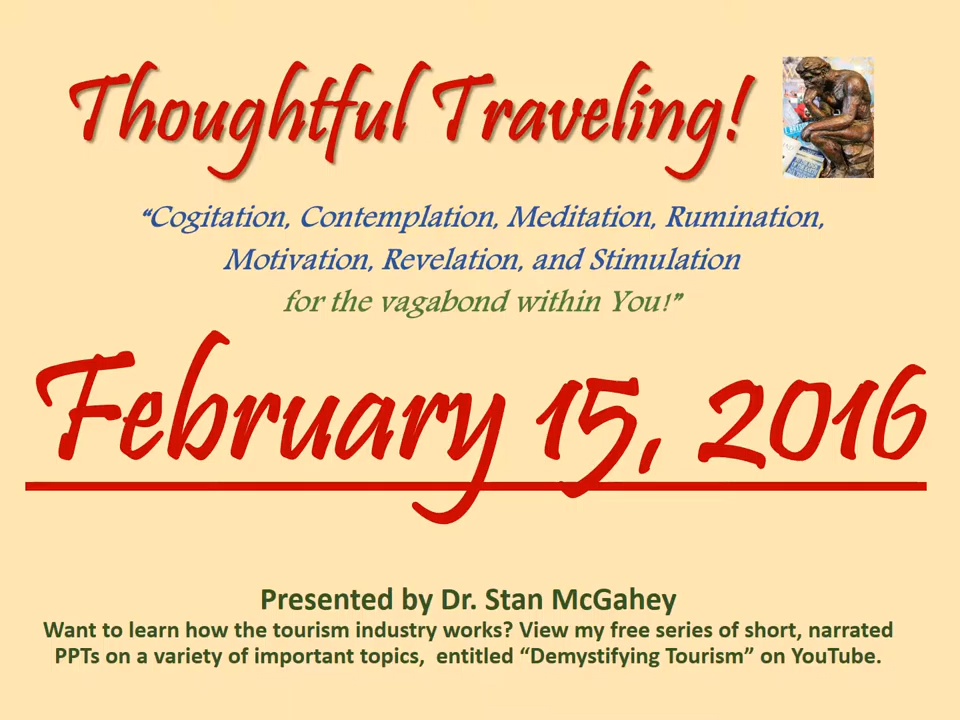 Thoughtful Traveling!
“Cogitation, Contemplation, Meditation, Rumination,
Motivation, Revelation, and Stimulation
for the vagabond within You!”
February 15, 2016
Presented by Dr. Stan McGahey
Want to learn how the tourism industry works? View my free series of short, narrated
PPTs on a variety of important topics, entitled “Demystifying Tourism” on YouTube.